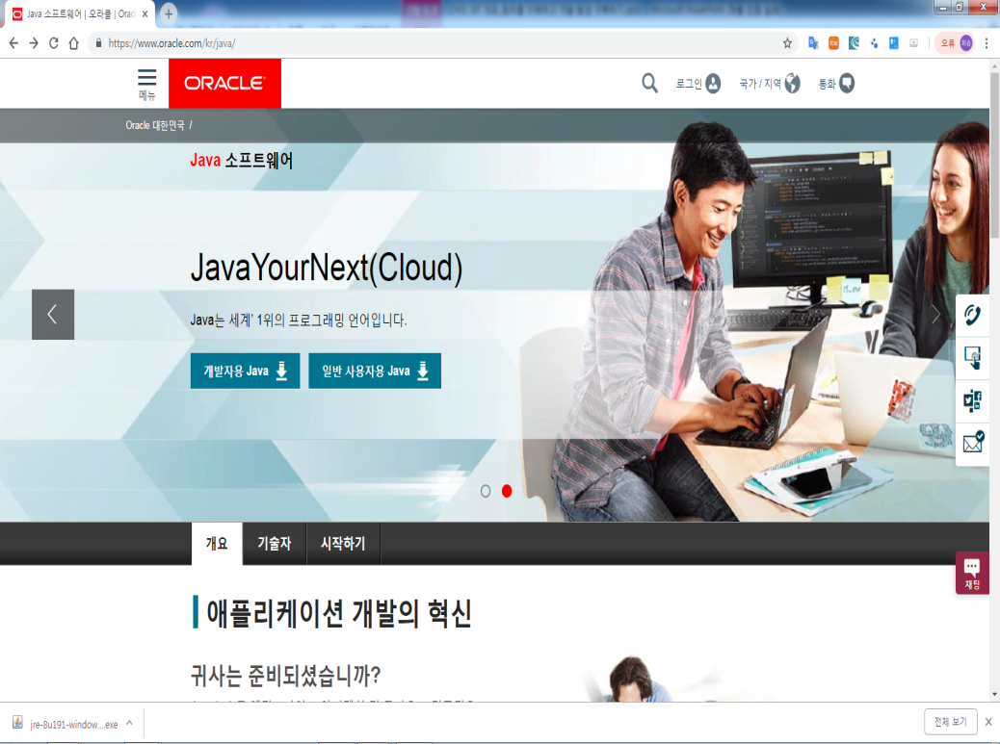 Java 소프트웨어 | 오라클 | Orac
https://www.oracle.com/kr/java/
오류
희승
메뉴
ORACLE
로그인
국가 / 지역
통화
Oracle 대한민국 /
Java 소프트웨어
JavaYourNext(Cloud)
Java는 세계' 1위의 프로그래밍 언어입니다.
개발자용 Java
일반 사용자용 Java
개요
기술자
시작하기
채팅
애플리케이션 개발의 혁신
귀사는 준비되셨습니까?
jre-8u191-window....exe
전체 보기